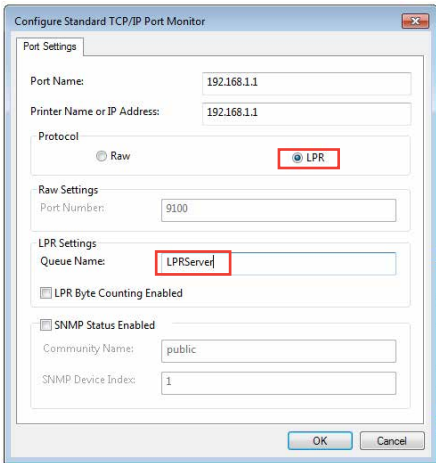 Configure Standard TCP/IP Port Monitor
Port Settings
Port Name: 192.168.1.1
Printer Name or IP Address: 192.168.1.1
Protocol
Raw LPR
Raw Settings
Port Number: 9100
LPR Settings
Queue Name: LPRServer
LPR Byte Counting Enabled
SNMP Status Enabled
Community Name: public
SNMP Device Index: 1
OK Cancel